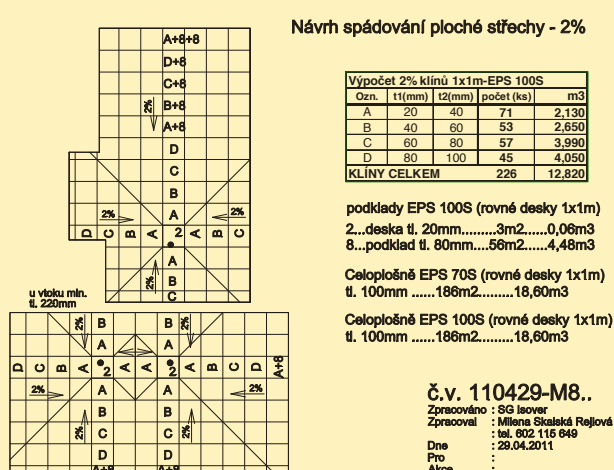 Návrh spádování ploché střechy - 2%
A+8+8
D+8
C+8
2% B+8
A+8
D
C
B
A
2% 2%
D C B A 2 A B C D
A
2% B
C
u vtoku min.
tl. 220mm
2% B B 2%
A A
D C B A 2 A A 2 A B C D A+8
2% A A 2%
B B
2% C C 2%
D D
A+8 A+8
Výpočet 2% klínů 1x1m-EPS 100S
Ozn. t1(mm) t2(mm) počet (ks) m3
A 20 40 71 2,130
B 40 60 53 2,650
C 60 80 57 3,990
D 80 100 45 4,050
KLÍNY CELKEM 226 12,820
podklady EPS 100S (rovné desky 1x1m)
2...deska tl. 20mm.........3m2......0,06m3
8...podklad tl. 80mm....56m2......4,48m3
Celoplošně EPS 70S (rovné desky 1x1m)
tl. 100mm ......186m2.........18,60m3
Celoplošně EPS 100S (rovné desky 1x1m)
tl. 100mm ......186m2.........18,60m3
č.v. 110429-M8..
Zpracováno : SG Isover
Zpracoval : Milena Skalská Rejlová
: tel. 602 115 649
Dne : 29.04.2011
Pro :
Akce :